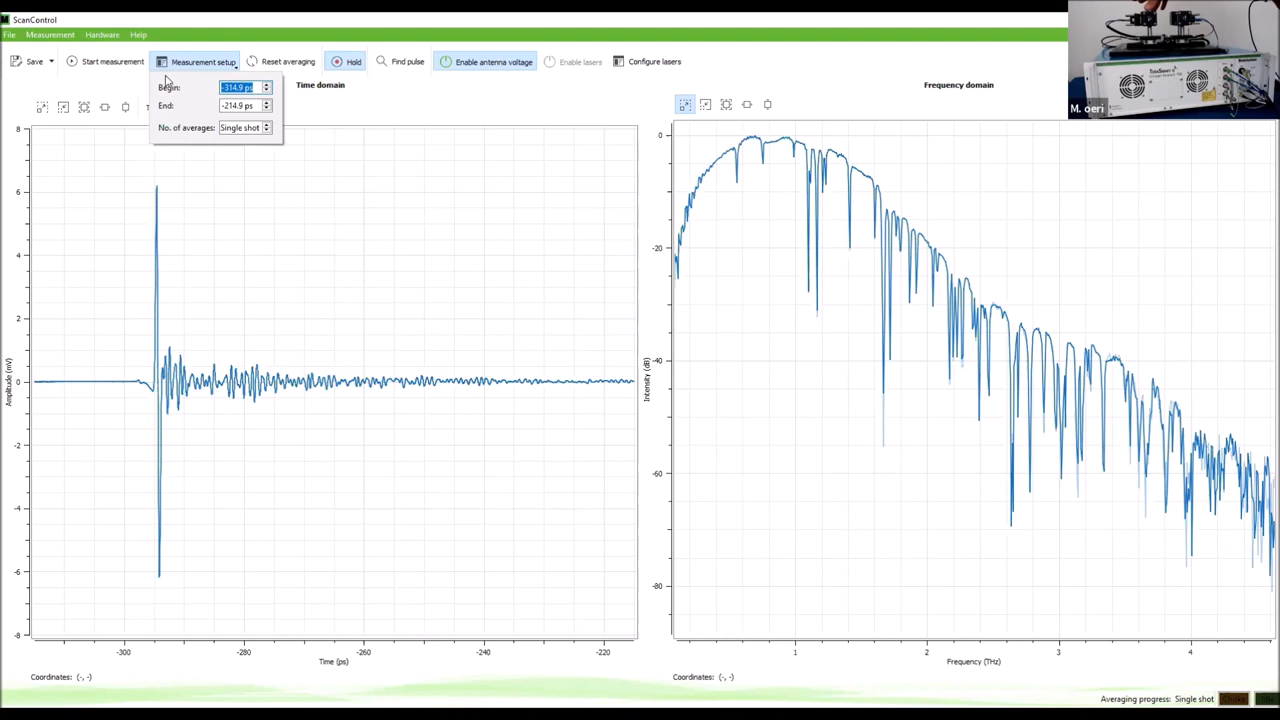 ScanControl
File Measurement Hardware Help
Save Start measurement Measurement setup Reset averaging Hold Find pulse Enable antenna voltage Enable lasers Configure lasers
Begin: -314.9 ps
End: -214.9 ps
No. of averages: Single shot
Time domain
Frequency domain
M. oeri
8
6
4
2
0
-2
-4
-6
-8
Amplitude (mV)
-300 -280 -260 -240 -220
Time (ps)
Coordinates: (-, -)
0
-20
-40
-60
-80
Intensity (dB)
1 2 3 4
Frequency (THz)
Coordinates: (-, -)
Averaging progress: Single shot